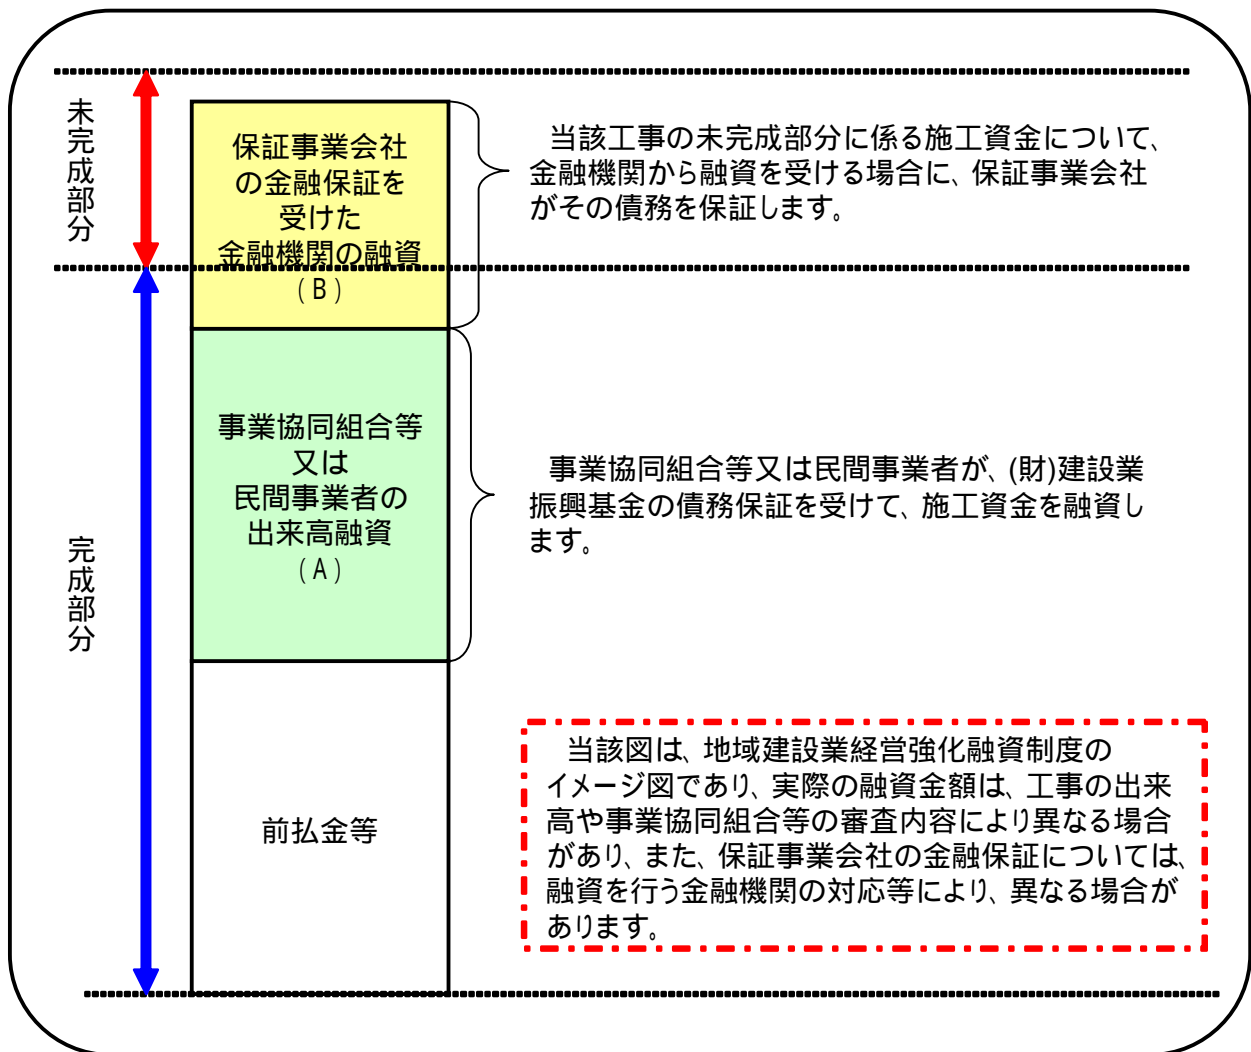 未完成部分
保証事業会社
の金融保証を
受けた
金融機関の融資
(B)
当該工事の未完成部分に係る施工資金について、
金融機関から融資を受ける場合に、保証事業会社
がその債務を保証します。
完成部分
事業協同組合等
又は
民間事業者の
出来高融資
(A)
事業協同組合等又は民間事業者が、(財)建設業
振興基金の債務保証を受けて、施工資金を融資し
ます。
前払金等
当該図は、地域建設業経営強化融資制度の
イメージ図であり、実際の融資金額は、工事の出来
高や事業協同組合等の審査内容により異なる場合
があり、また、保証事業会社の金融保証については、
融資を行う金融機関の対応等により、異なる場合が
あります。